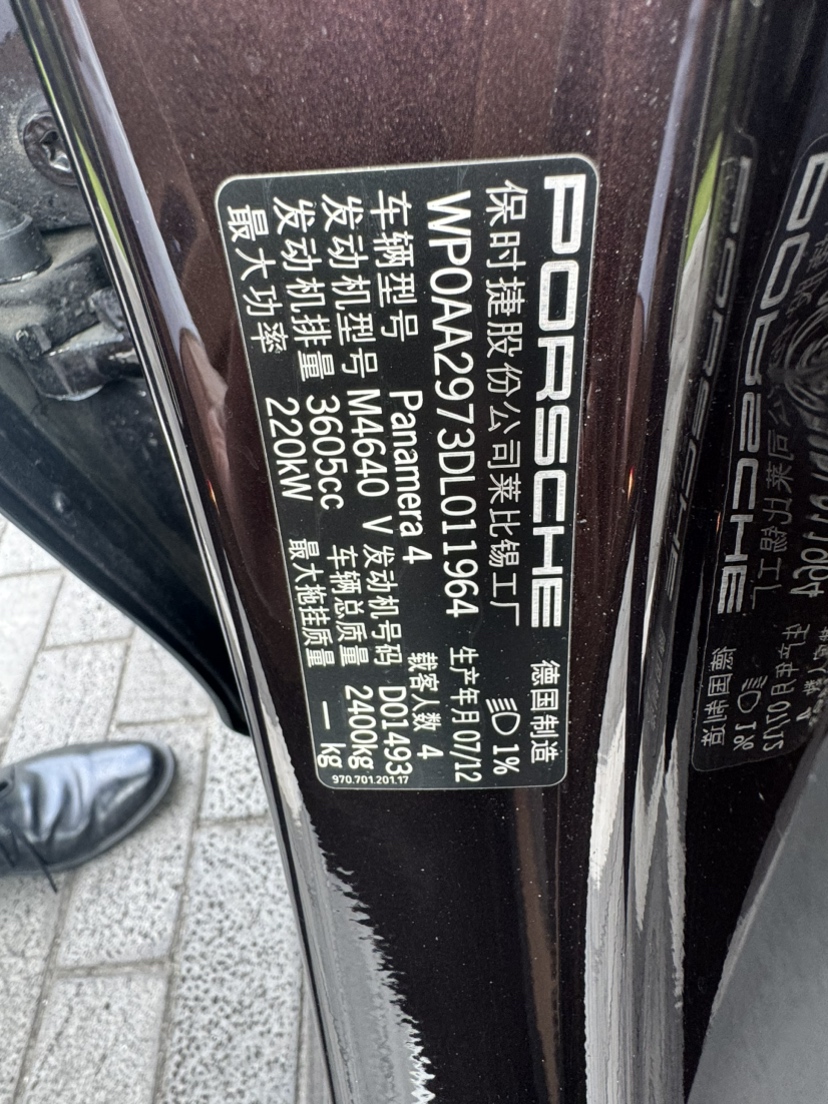 PORSCHE 德国制造
保时捷股份公司莱比锡工厂 1%
WP0AA2973DL011964 生产年月 07/12
车辆型号 Panamera 4 载客人数 4
发动机型号 M4640 V 发动机号码 D01493
发动机排量 3605cc 车辆总质量 2400kg
最大功率 220kW 最大拖挂质量 — kg
970.701.201.17